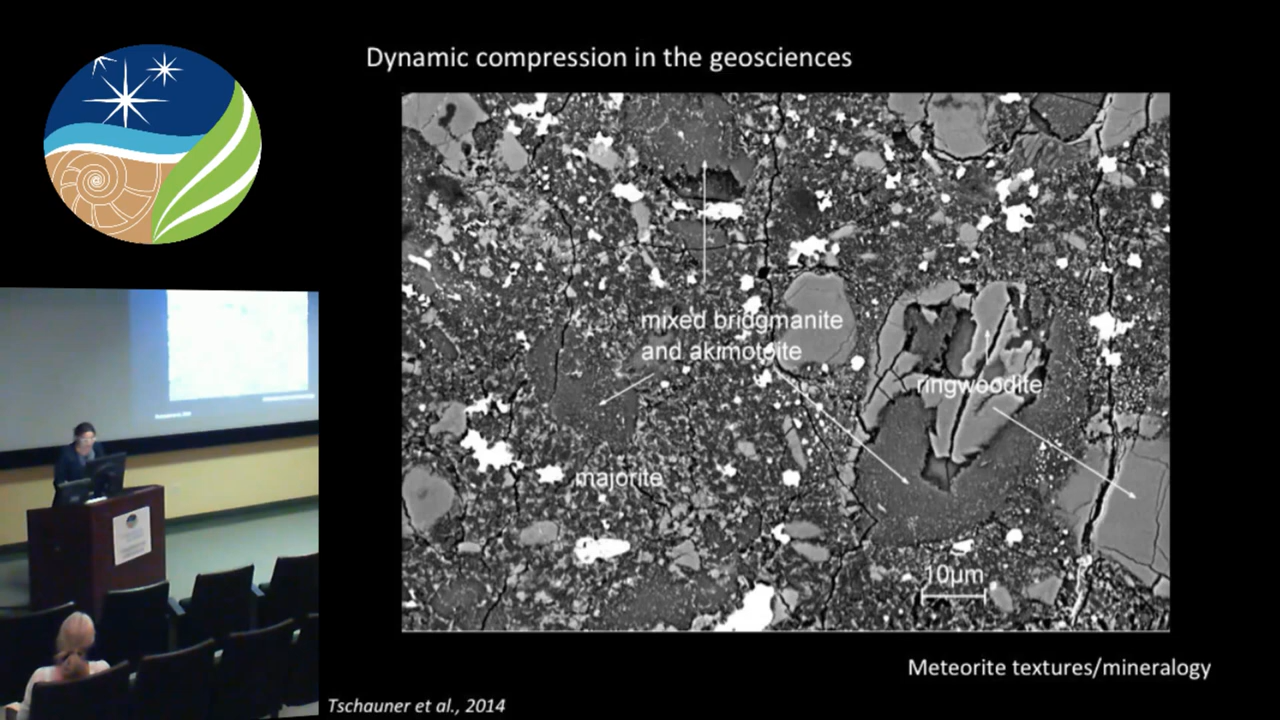 Dynamic compression in the geosciences
mixed bridgmanite
and akimotoite
ringwoodite
majorite
10µm
Meteorite textures/mineralogy
Tschauner et al., 2014